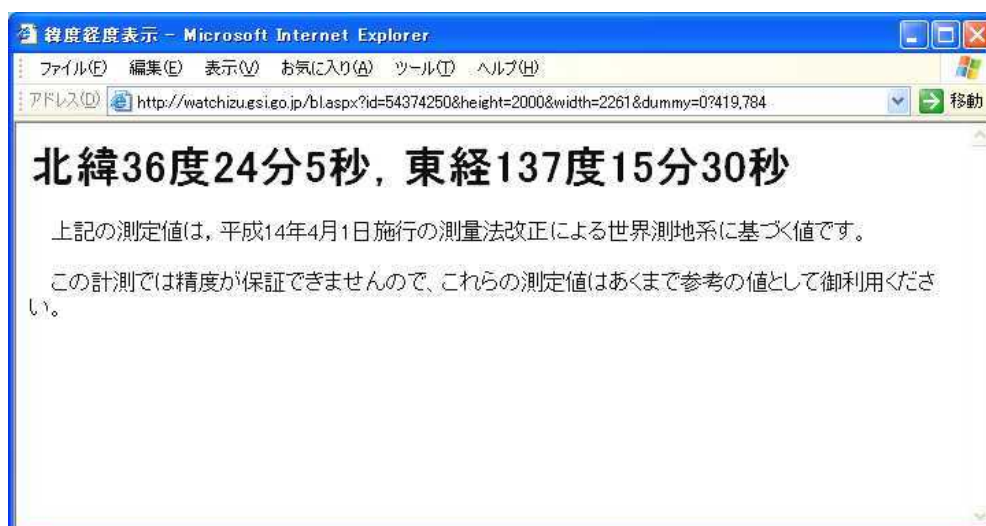 緯度経度表示 - Microsoft Internet Explorer
ファイル(F) 編集(E) 表示(V) お気に入り(A) ツール(T) ヘルプ(H)
アドレス(D) http://watchizu.gsi.go.jp/bl.aspx?id=54374250&height=2000&width=2261&dummy=0?419,784 移動
北緯36度24分5秒, 東経137度15分30秒
上記の測定値は, 平成14年4月1日施行の測量法改正による世界測地系に基づく値です。
この計測では精度が保証できませんので、これらの測定値はあくまで参考の値として御利用くださ
い。